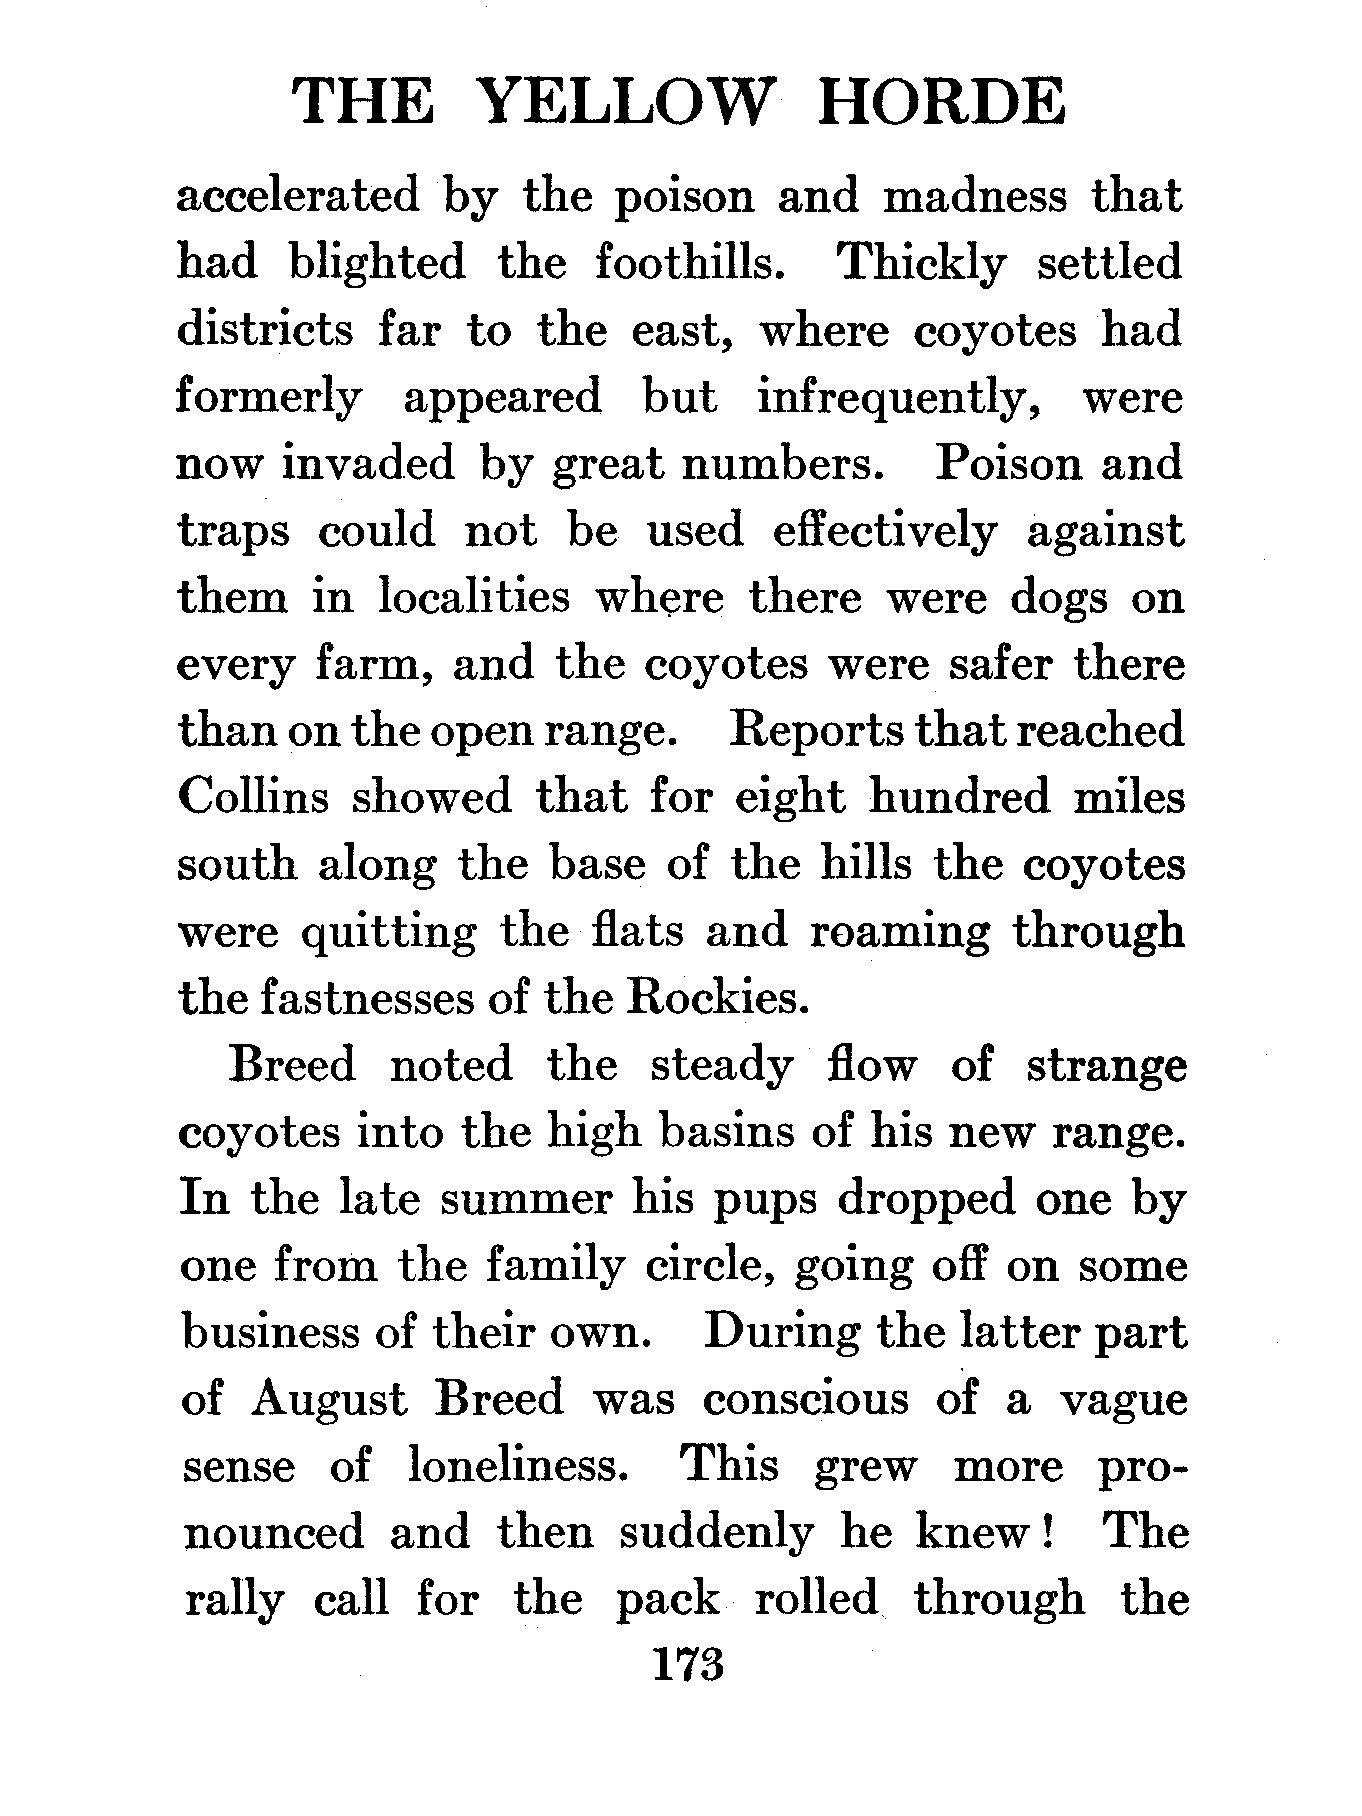 THE YELLOW HORDE
accelerated by the poison and madness that
had blighted the foothills. Thickly settled
districts far to the east, where coyotes had
formerly appeared but infrequently, were
now invaded by great numbers. Poison and
traps could not be used effectively against
them in localities where there were dogs on
every farm, and the coyotes were safer there
than on the open range. Reports that reached
Collins showed that for eight hundred miles
south along the base of the hills the coyotes
were quitting the flats and roaming through
the fastnesses of the Rockies.
Breed noted the steady flow of strange
coyotes into the high basins of his new range.
In the late summer his pups dropped one by
one from the family circle, going off on some
business of their own. During the latter part
of August Breed was conscious of a vague
sense of loneliness. This grew more pro-
nounced and then suddenly he knew! The
rally call for the pack rolled through the
173